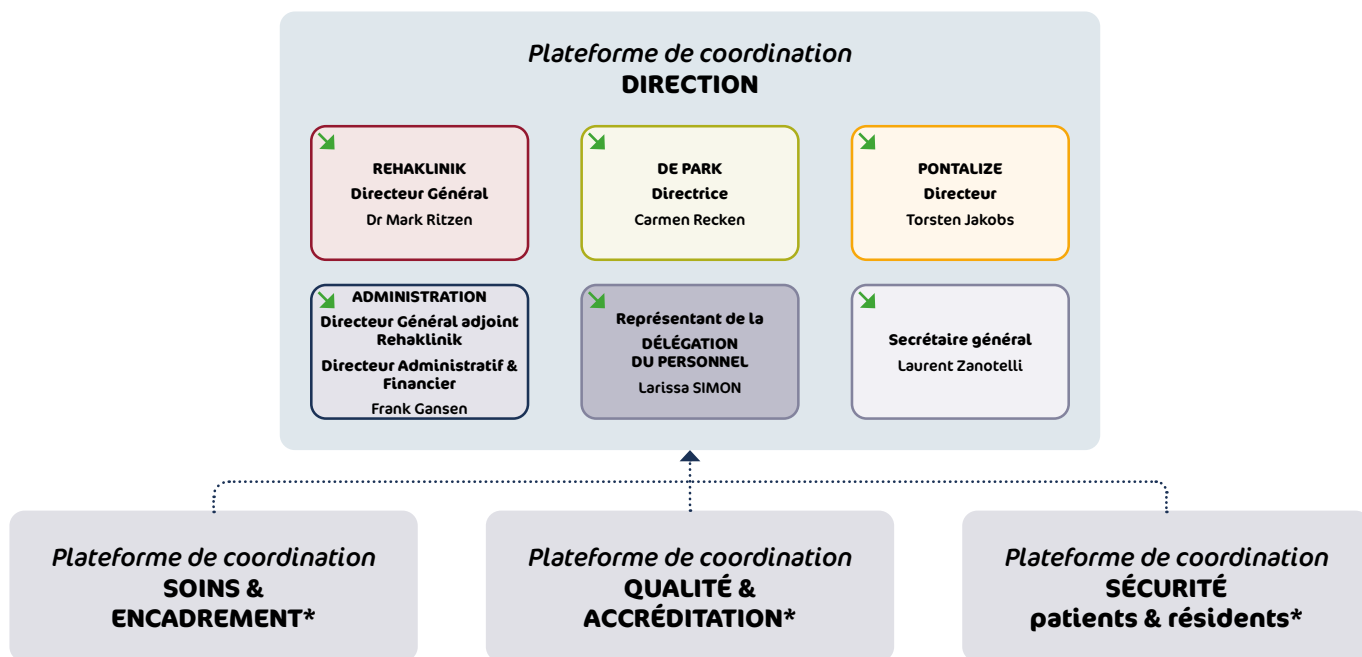 Plateforme de coordination
DIRECTION
REHAKLINIK
Directeur Général
Dr Mark Ritzen
DE PARK
Directrice
Carmen Recken
PONTALIZE
Directeur
Torsten Jakobs
ADMINISTRATION
Directeur Général adjoint
Rehaklinik
Directeur Administratif &
Financier
Frank Gansen
Représentant de la
DÉLÉGATION
DU PERSONNEL
Larissa SIMON
Secrétaire général
Laurent Zanotelli
Plateforme de coordination
SOINS &
ENCADREMENT*
Plateforme de coordination
QUALITÉ &
ACCRÉDITATION*
Plateforme de coordination
SÉCURITÉ
patients & résidents*